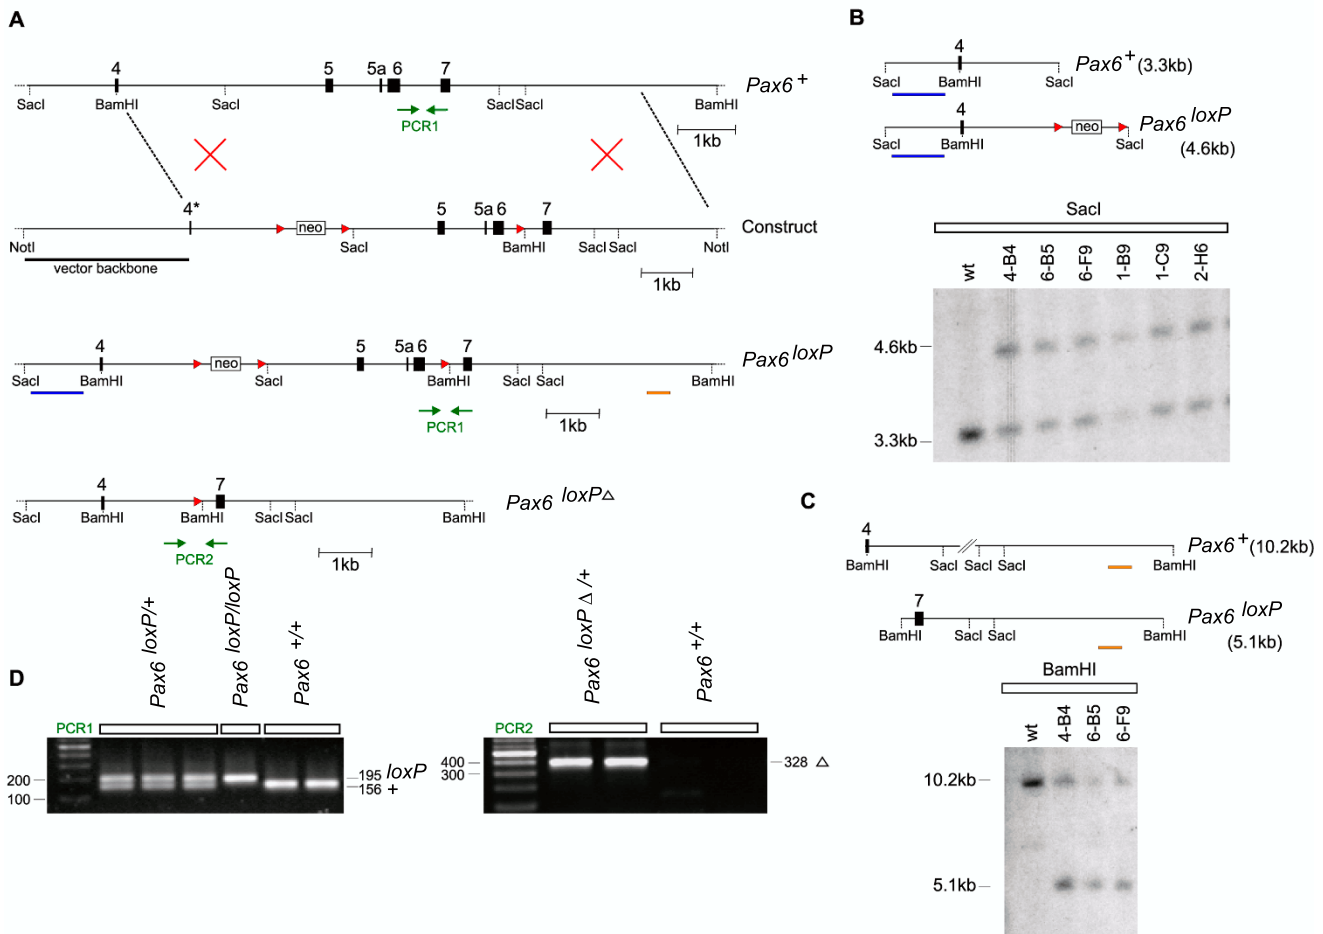 A
4 5 5a 6 7
Pax6 +
SacI BamHI SacI SacI SacI BamHI
PCR1
1kb
4* 5 5a 6 7
neo
Construct
NotI SacI BamHI SacI SacI NotI
vector backbone
1kb
4 5 5a 6 7
neo
Pax6 loxP
SacI BamHI SacI BamHI SacI SacI BamHI
PCR1
1kb
4 7
Pax6 loxP△
SacI BamHI BamHI SacI SacI BamHI
PCR2
1kb
B
4
Pax6+ (3.3kb)
SacI BamHI SacI
4
neo
Pax6 loxP
(4.6kb)
SacI BamHI SacI
SacI
wt 4-B4 6-B5 6-F9 1-B9 1-C9 2-H6
4.6kb
3.3kb
C
4
Pax6+ (10.2kb)
BamHI SacI SacI SacI BamHI
7
Pax6 loxP
(5.1kb)
BamHI SacI SacI BamHI
BamHI
wt 4-B4 6-B5 6-F9
10.2kb
5.1kb
D
Pax6 loxP/+
Pax6 loxP/loxP
Pax6 +/+
PCR1
200
100
195 loxP
156 +
Pax6 loxP △/+
Pax6 +/+
PCR2
400
300
328 △